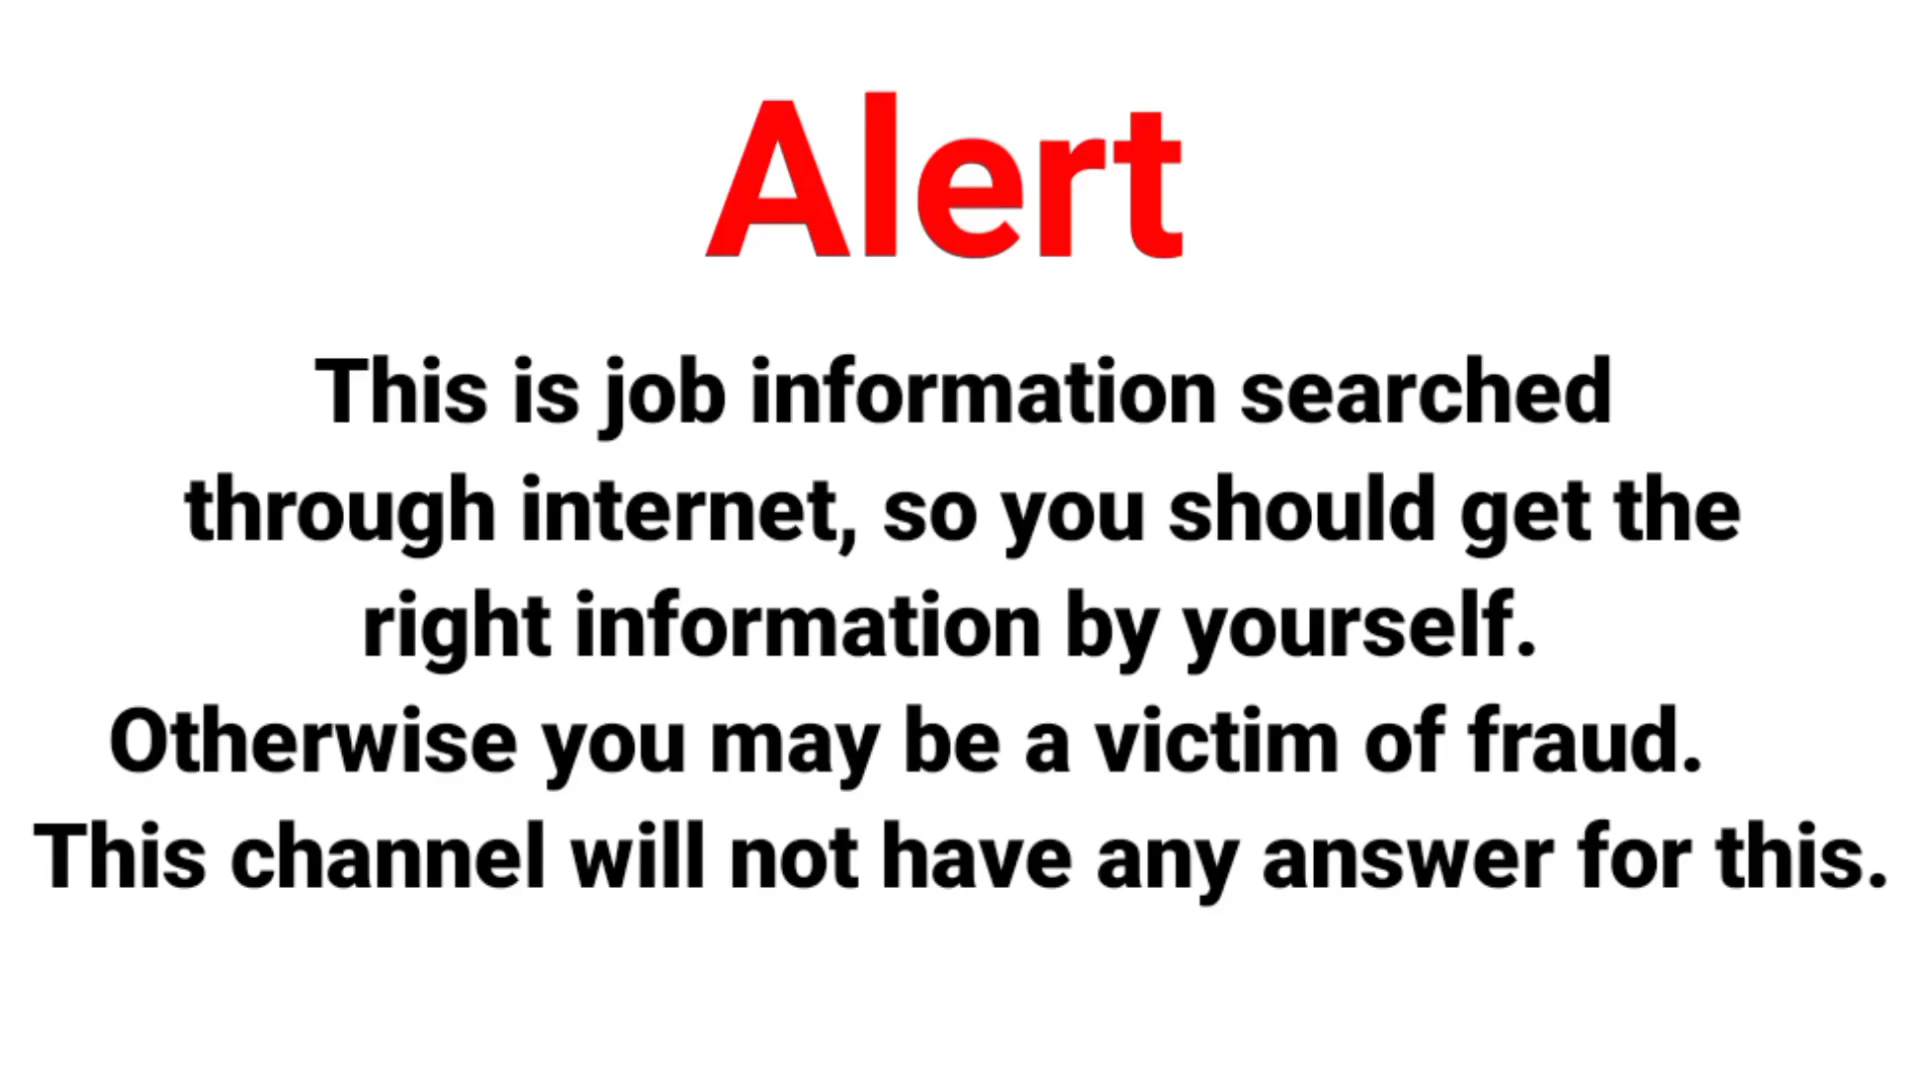 Alert
This is job information searched
through internet, so you should get the
right information by yourself.
Otherwise you may be a victim of fraud.
This channel will not have any answer for this.